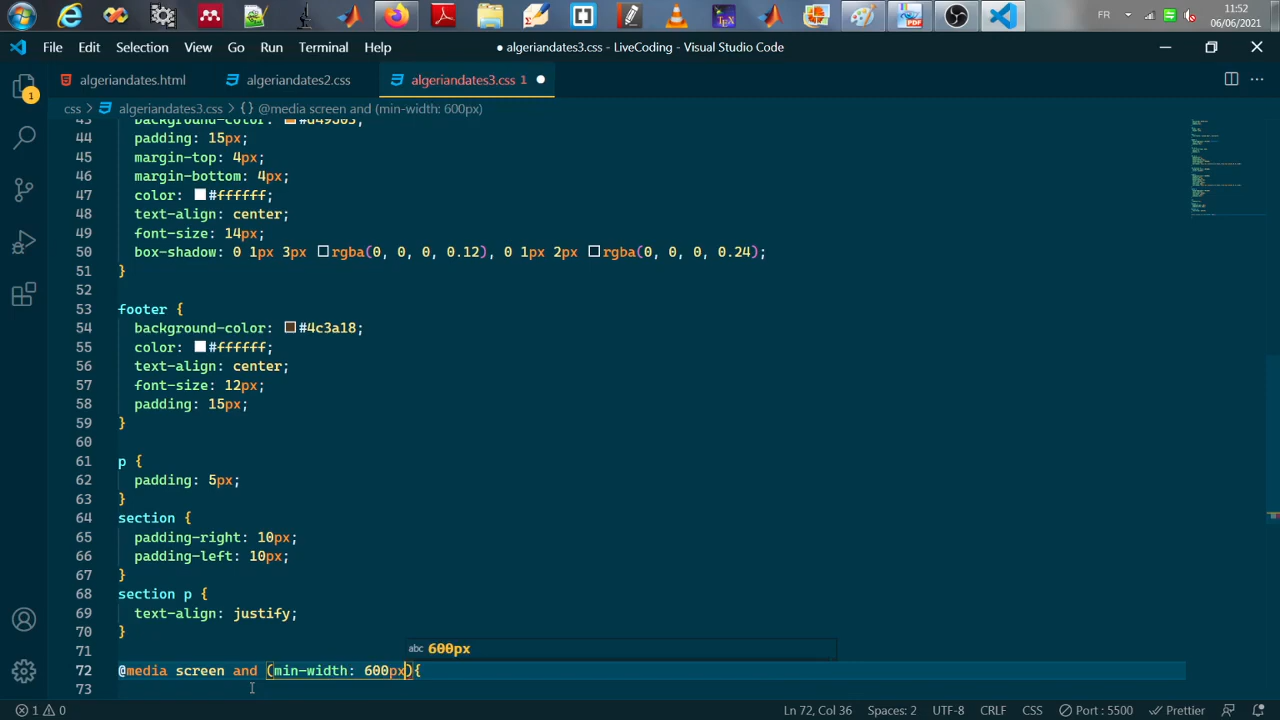 FR
11:52
06/06/2021
File Edit Selection View Go Run Terminal Help
● algeriandates3.css - LiveCoding - Visual Studio Code
algeriandates.html
algeriandates2.css
algeriandates3.css 1
css > algeriandates3.css > {} @media screen and (min-width: 600px)
43 background-color: #d49303;
44 padding: 15px;
45 margin-top: 4px;
46 margin-bottom: 4px;
47 color: #ffffff;
48 text-align: center;
49 font-size: 14px;
50 box-shadow: 0 1px 3px rgba(0, 0, 0, 0.12), 0 1px 2px rgba(0, 0, 0, 0.24);
51 }
52
53 footer {
54 background-color: #4c3a18;
55 color: #ffffff;
56 text-align: center;
57 font-size: 12px;
58 padding: 15px;
59 }
60
61 p {
62 padding: 5px;
63 }
64 section {
65 padding-right: 10px;
66 padding-left: 10px;
67 }
68 section p {
69 text-align: justify;
70 }
71
abc 600px
72 @media screen and (min-width: 600px){
73
1
1 0
Ln 72, Col 36 Spaces: 2 UTF-8 CRLF CSS Port : 5500 Prettier